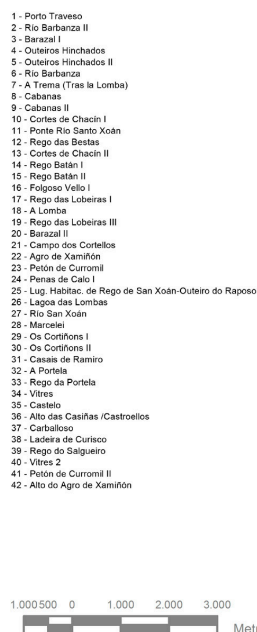 1 - Porto Traveso
2 - Río Barbanza II
3 - Barazal I
4 - Outeiros Hinchados
5 - Outeiros Hinchados II
6 - Río Barbanza
7 - A Trema (Tras la Lomba)
8 - Cabanas
9 - Cabanas II
10 - Cortes de Chacín I
11 - Ponte Río Santo Xoán
12 - Rego das Bestas
13 - Cortes de Chacín II
14 - Rego Batán I
15 - Rego Batán II
16 - Folgoso Vello I
17 - Rego das Lobeiras I
18 - A Lomba
19 - Rego das Lobeiras III
20 - Barazal II
21 - Campo dos Cortellos
22 - Agro de Xamiñón
23 - Petón de Curromil
24 - Penas de Calo I
25 - Lug. Habitac. de Rego de San Xoán-Outeiro do Raposo
26 - Lagoa das Lombas
27 - Río San Xoán
28 - Marcelei
29 - Os Cortiñons I
30 - Os Cortiñons II
31 - Casais de Ramiro
32 - A Portela
33 - Rego da Portela
34 - Vitres
35 - Castelo
36 - Alto das Casiñas /Castroellos
37 - Carballoso
38 - Ladeira de Curisco
39 - Rego do Salgueiro
40 - Vitres 2
41 - Petón de Curromil II
42 - Alto do Agro de Xamiñón
1.000 500 0 1.000 2.000 3.000